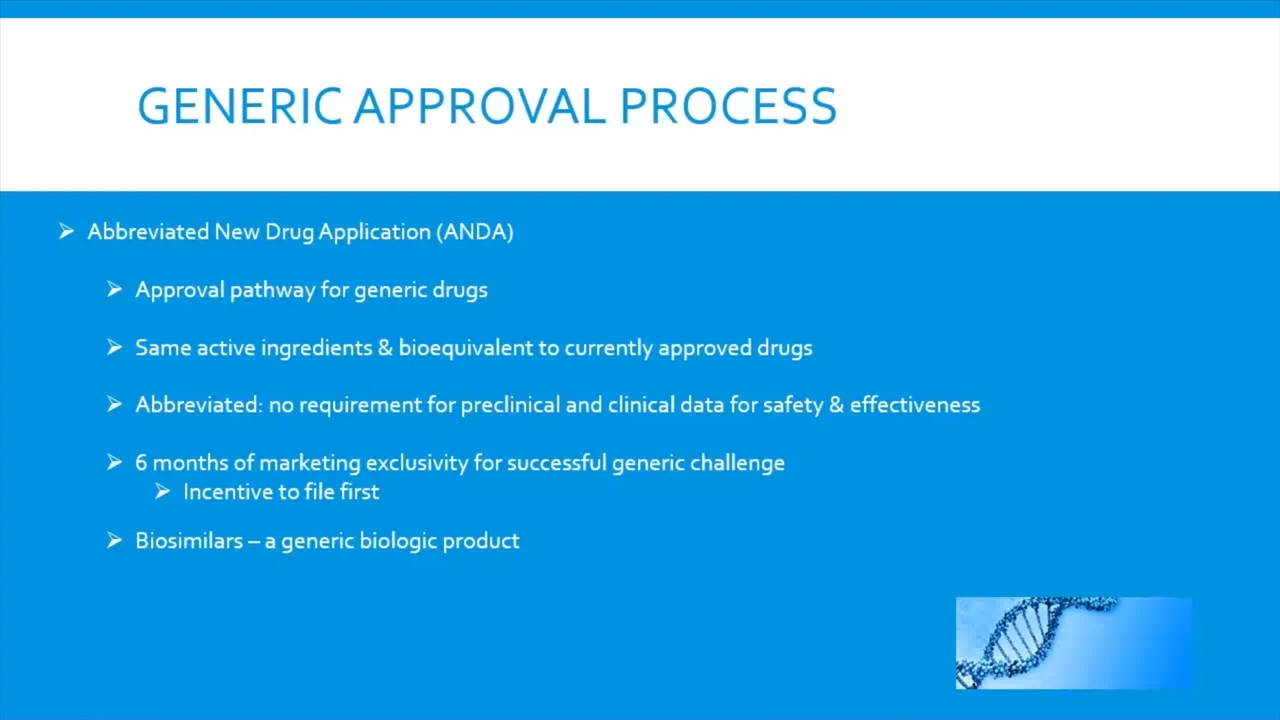 GENERIC APPROVAL PROCESS
➢ Abbreviated New Drug Application (ANDA)
➢ Approval pathway for generic drugs
➢ Same active ingredients & bioequivalent to currently approved drugs
➢ Abbreviated: no requirement for preclinical and clinical data for safety & effectiveness
➢ 6 months of marketing exclusivity for successful generic challenge
➢ Incentive to file first
➢ Biosimilars – a generic biologic product